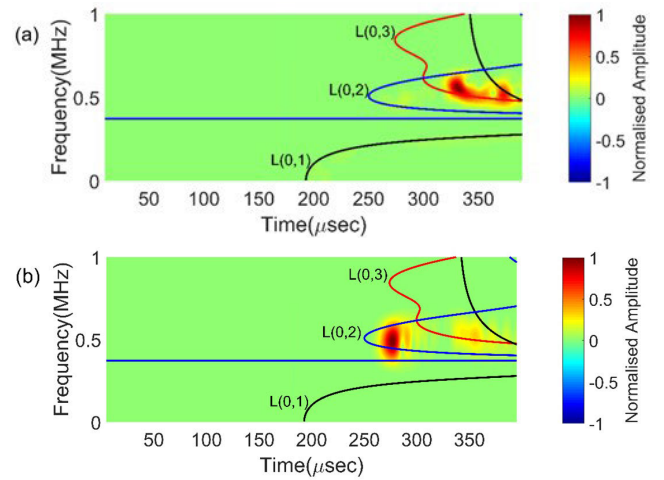 (a)
1
L(0,3)
L(0,2)
0.5
L(0,1)
0
50 100 150 200 250 300 350
Time(μsec)
Frequency(MHz)
1
0.5
0
-0.5
-1
Normalised Amplitude
(b)
1
L(0,3)
L(0,2)
0.5
L(0,1)
0
50 100 150 200 250 300 350
Time(μsec)
Frequency(MHz)
1
0.5
0
-0.5
-1
Normalised Amplitude